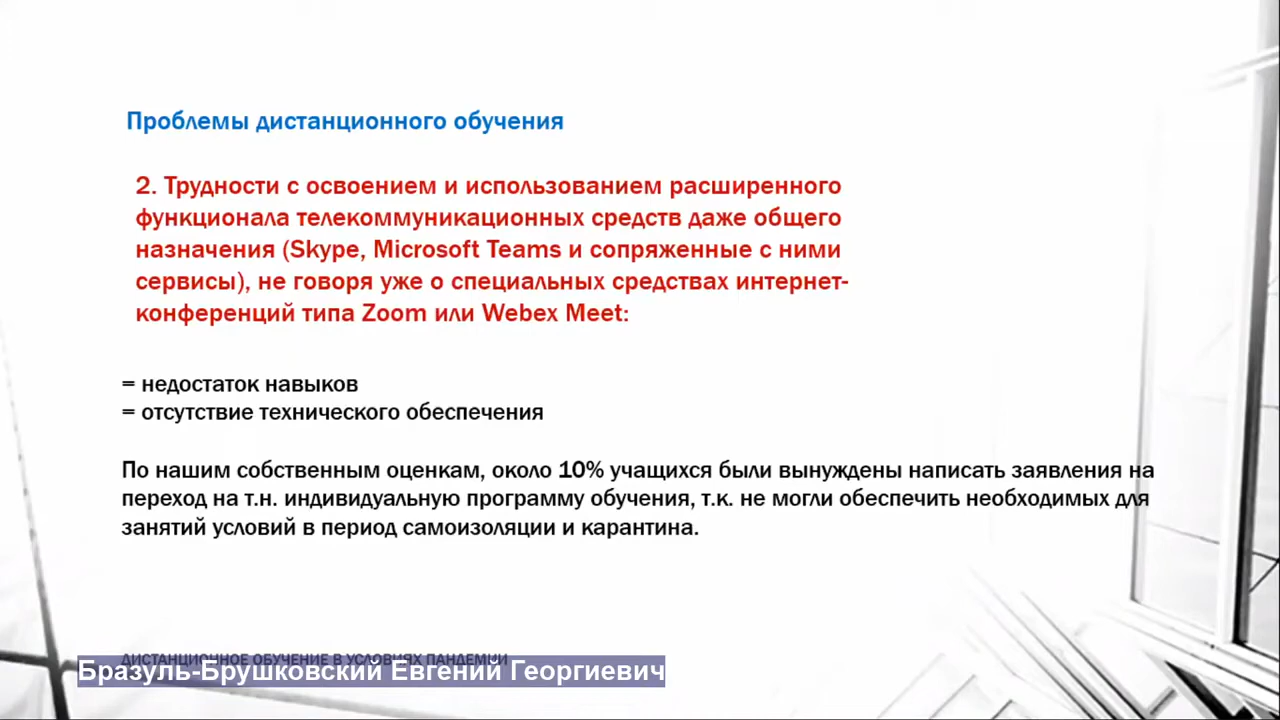 Проблемы дистанционного обучения
2. Трудности с освоением и использованием расширенного
функционала телекоммуникационных средств даже общего
назначения (Skype, Microsoft Teams и сопряженные с ними
сервисы), не говоря уже о специальных средствах интернет-
конференций типа Zoom или Webex Meet:
= недостаток навыков
= отсутствие технического обеспечения
По нашим собственным оценкам, около 10% учащихся были вынуждены написать заявления на
переход на т.н. индивидуальную программу обучения, т.к. не могли обеспечить необходимых для
занятий условий в период самоизоляции и карантина.
ДИСТАНЦИОННОЕ ОБУЧЕНИЕ В УСЛОВИЯХ ПАНДЕМИИ
Бразуль-Брушковский Евгений Георгиевич